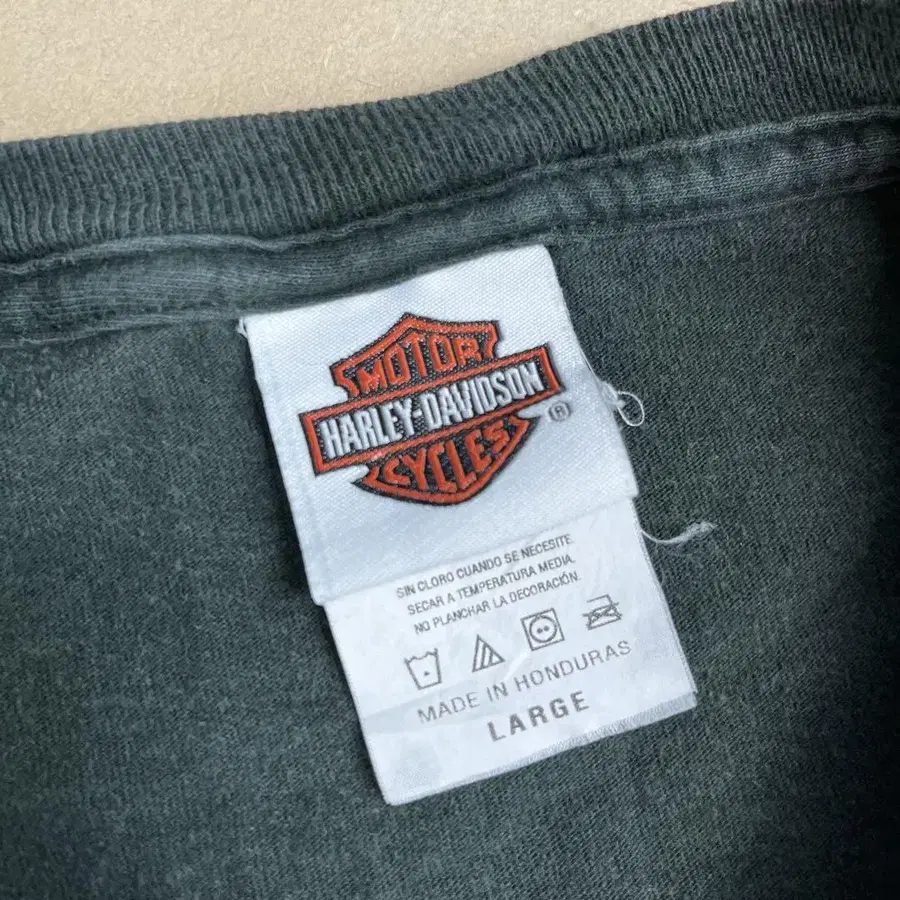 MOTOR
HARLEY-DAVIDSON
CYCLES
®
SIN CLORO CUANDO SE NECESITE.
SECAR A TEMPERATURA MEDIA.
NO PLANCHAR LA DECORACIÓN.
MADE IN HONDURAS
LARGE